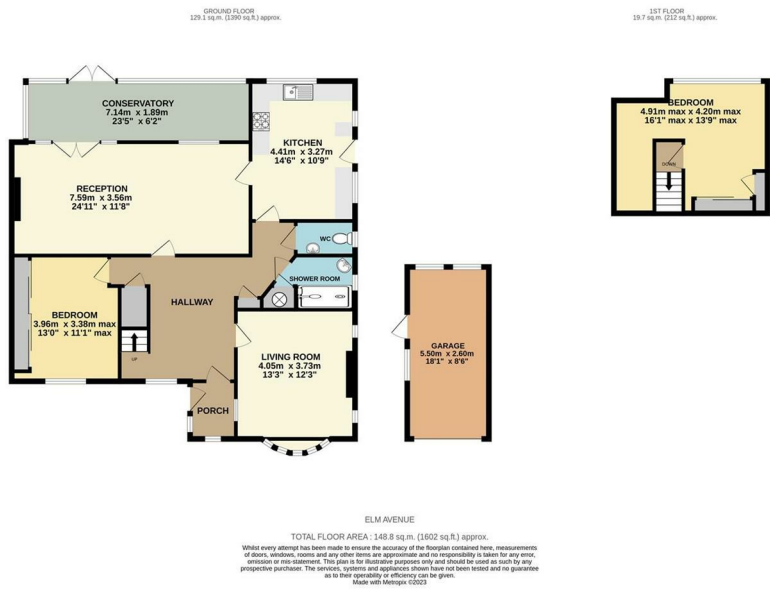 GROUND FLOOR
129.1 sq.m. (1390 sq.ft.) approx.
1ST FLOOR
19.7 sq.m. (212 sq.ft.) approx.
CONSERVATORY
7.14m x 1.89m
23'5" x 6'2"
KITCHEN
4.41m x 3.27m
14'6" x 10'9"
RECEPTION
7.59m x 3.56m
24'11" x 11'8"
WC
SHOWER ROOM
HALLWAY
BEDROOM
3.96m x 3.38m max
13'0" x 11'1" max
UP
LIVING ROOM
4.05m x 3.73m
13'3" x 12'3"
PORCH
GARAGE
5.50m x 2.60m
18'1" x 8'6"
BEDROOM
4.91m max x 4.20m max
16'1" max x 13'9" max
DOWN
ELM AVENUE
TOTAL FLOOR AREA : 148.8 sq.m. (1602 sq.ft.) approx.
Whilst every attempt has been made to ensure the accuracy of the floorplan contained here, measurements
of doors, windows, rooms and any other items are approximate and no responsibility is taken for any error,
omission or mis-statement. This plan is for illustrative purposes only and should be used as such by any
prospective purchaser. The services, systems and appliances shown have not been tested and no guarantee
as to their operability or efficiency can be given.
Made with Metropix ©2023